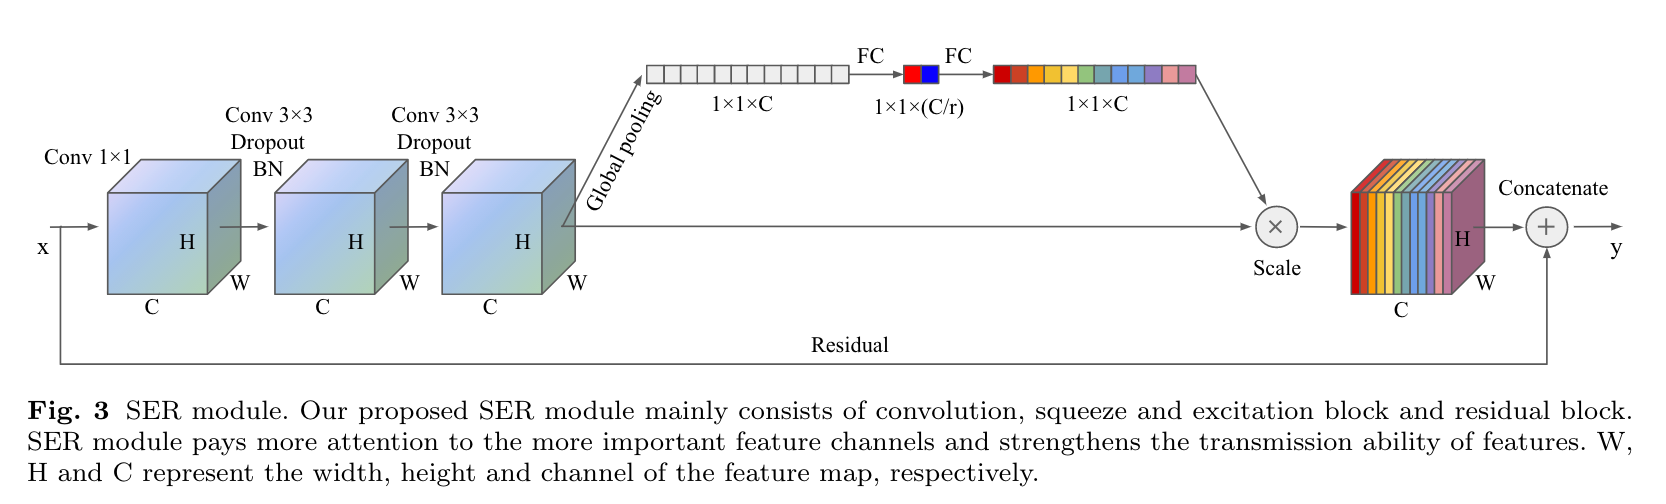 FC FC
1×1×C 1×1×(C/r) 1×1×C
Global pooling
Conv 3×3 Conv 3×3
Dropout Dropout
BN BN
Conv 1×1
Concatenate
x H H H × H + y
Scale
W W W W
C C C C
Residual
Fig. 3 SER module. Our proposed SER module mainly consists of convolution, squeeze and excitation block and residual block.
SER module pays more attention to the more important feature channels and strengthens the transmission ability of features. W,
H and C represent the width, height and channel of the feature map, respectively.